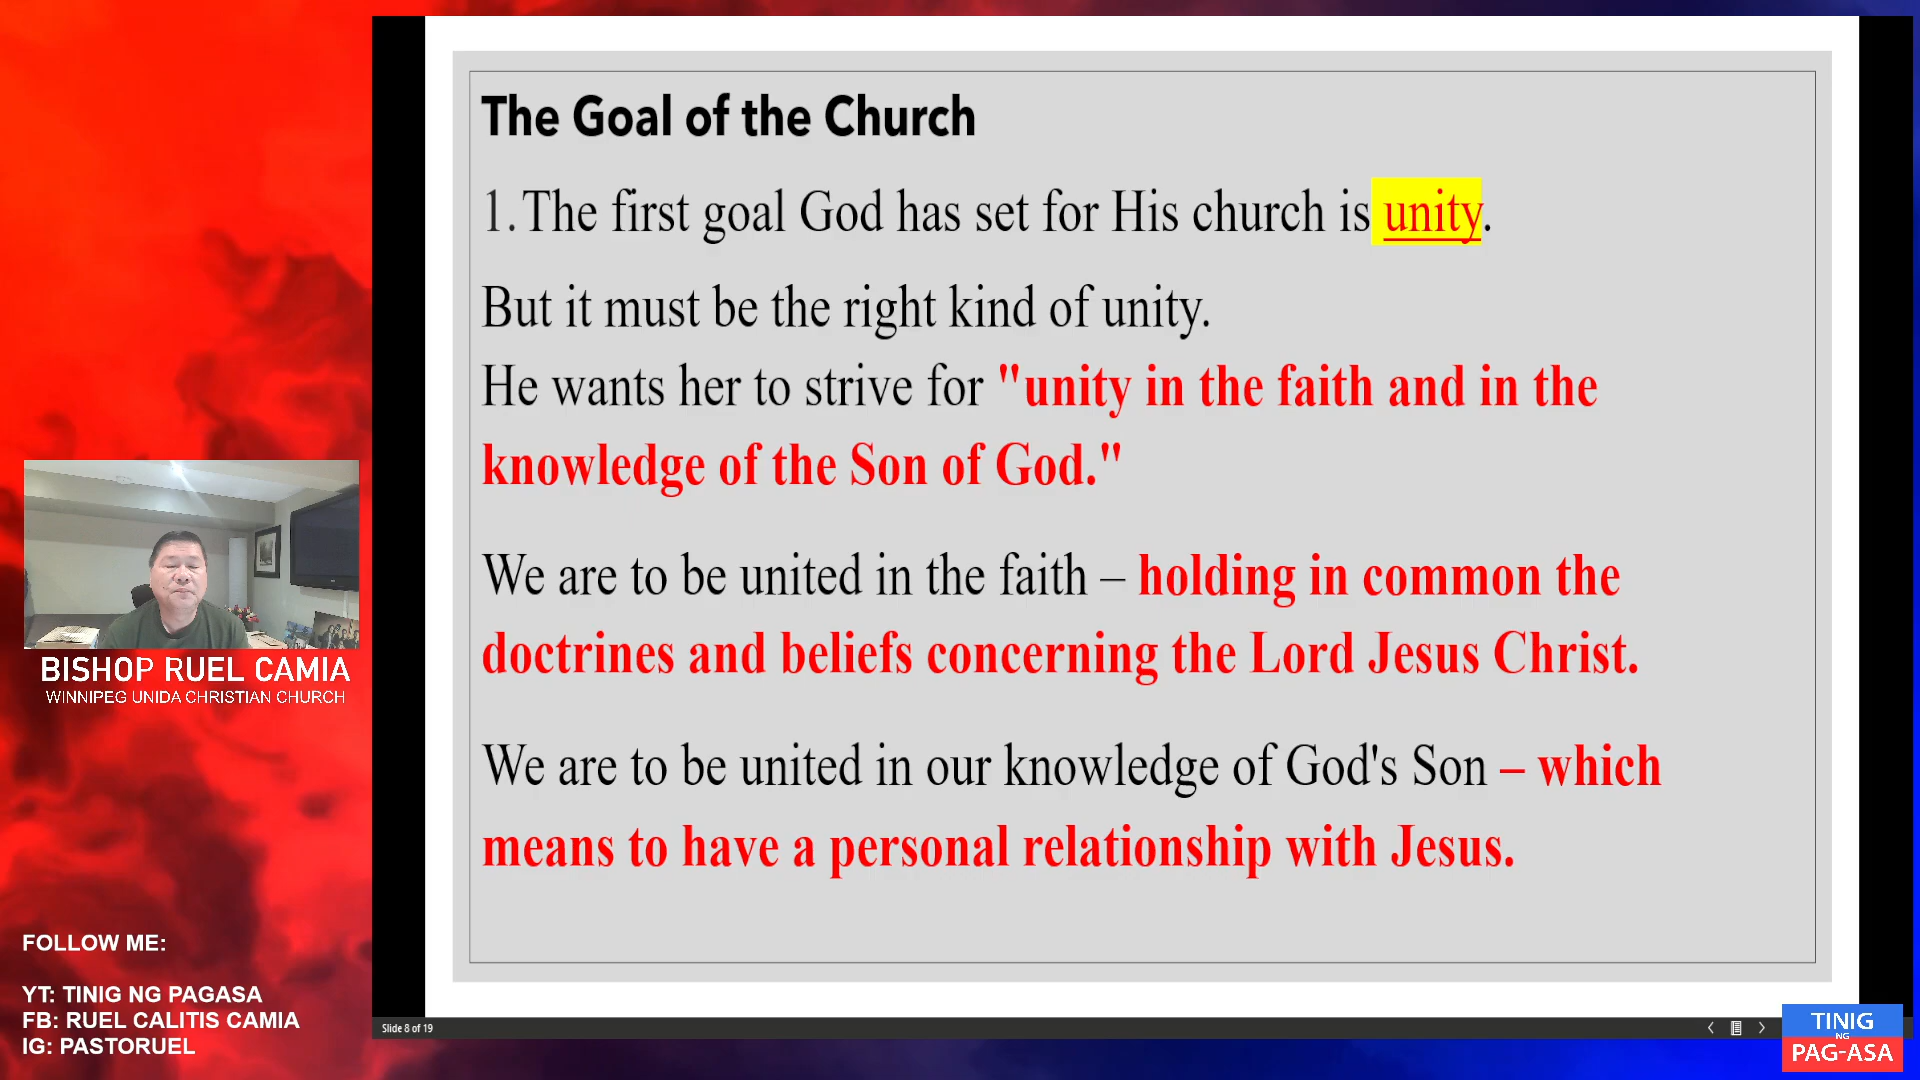 The Goal of the Church
1. The first goal God has set for His church is unity.
But it must be the right kind of unity.
He wants her to strive for "unity in the faith and in the
knowledge of the Son of God."
We are to be united in the faith – holding in common the
doctrines and beliefs concerning the Lord Jesus Christ.
We are to be united in our knowledge of God's Son – which
means to have a personal relationship with Jesus.
BISHOP RUEL CAMIA
WINNIPEG UNIDA CHRISTIAN CHURCH
FOLLOW ME:
YT: TINIG NG PAGASA
FB: RUEL CALITIS CAMIA
IG: PASTORUEL
Slide 8 of 19
TINIG
NG
PAG-ASA